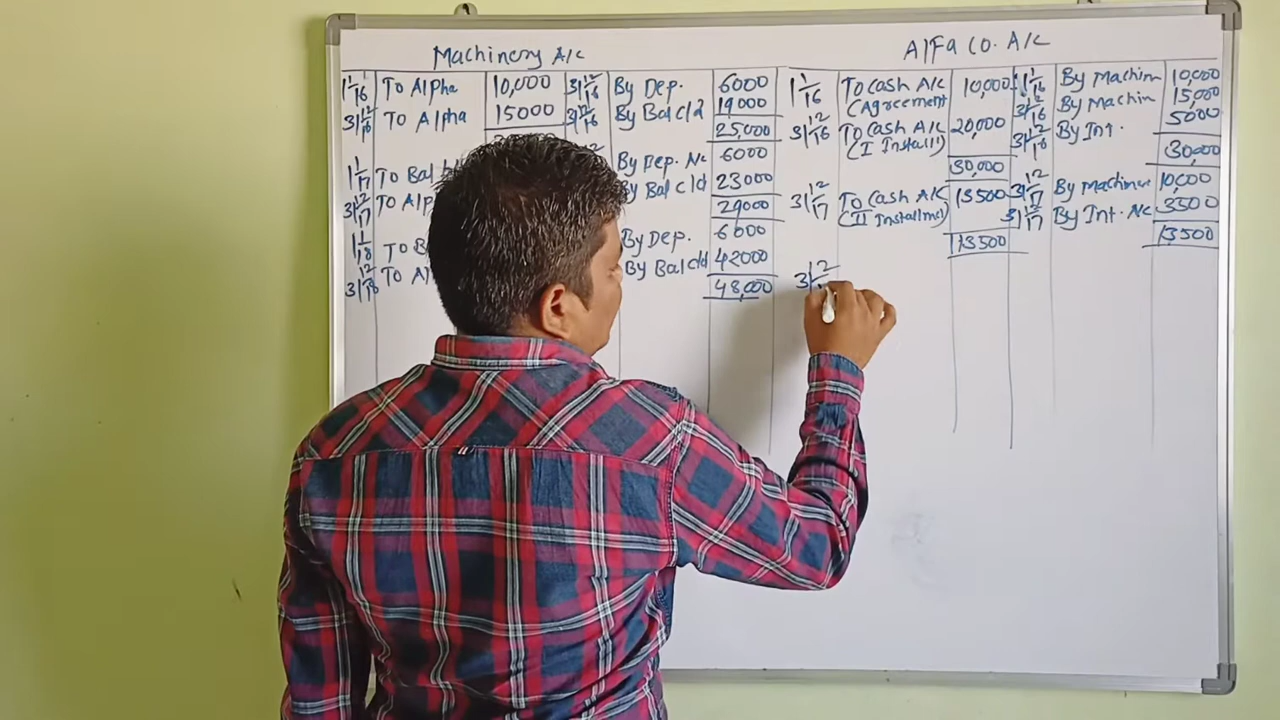 Machinery A/c
1/1/16 To Alpha 10,000 31/12/16 By Dep. 6000
31/12/16 To Alpha 15000 31/12/16 By Bal c/d 19000
25,000
1/1/17 To Bal By Dep. A/c 6000
31/12/17 To Alp By Bal c/d 23000
29000
1/1/18 To B By Dep. 6000
31/12/18 To Al By Bal c/d 42000
48,000
Alfa Co. A/c
1/1/16 To Cash A/c 10,000 1/1/16 By Machin 10,000
(Agreement 31/12/16 By Machin 15,000
31/12/16 To Cash A/c 20,000 31/12/16 By Int. 5000
(I Install)
30,000 30,000
31/12/17 To Cash A/c 13500 31/12/17 By Machiner 10,000
(II Installmet) 31/12/17 By Int. A/c 3500
13500 13,500
31/12